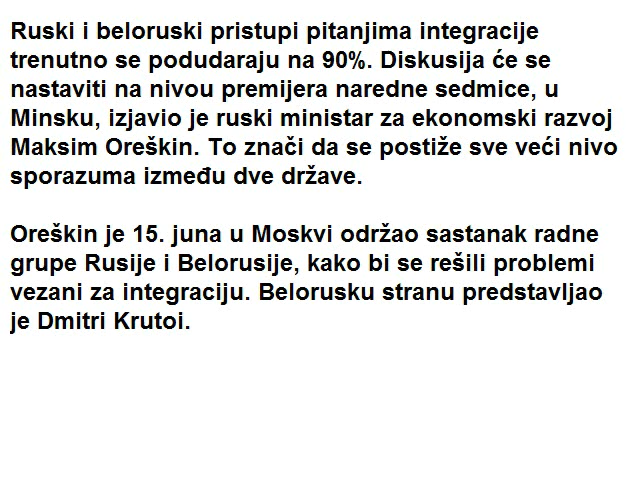 Ruski i beloruski pristupi pitanjima integracije
trenutno se podudaraju na 90%. Diskusija će se
nastaviti na nivou premijera naredne sedmice, u
Minsku, izjavio je ruski ministar za ekonomski razvoj
Maksim Oreškin. To znači da se postiže sve veći nivo
sporazuma između dve države.

Oreškin je 15. juna u Moskvi održao sastanak radne
grupe Rusije i Belorusije, kako bi se rešili problemi
vezani za integraciju. Belorusku stranu predstavljao
je Dmitri Krutoi.